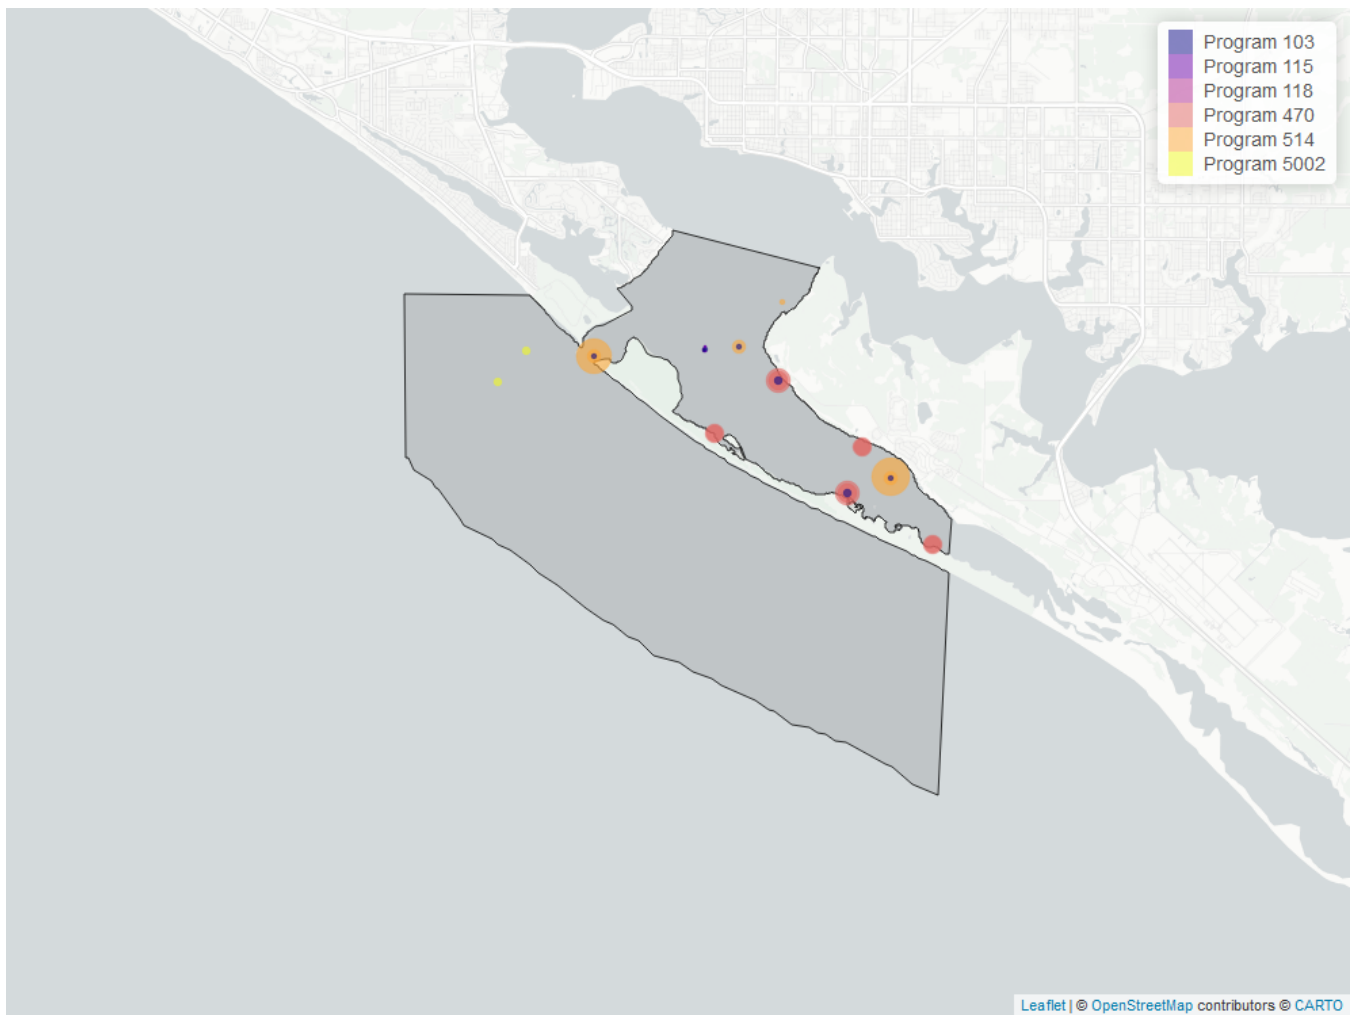 Program 103
Program 115
Program 118
Program 470
Program 514
Program 5002
Leaflet | © OpenStreetMap contributors © CARTO